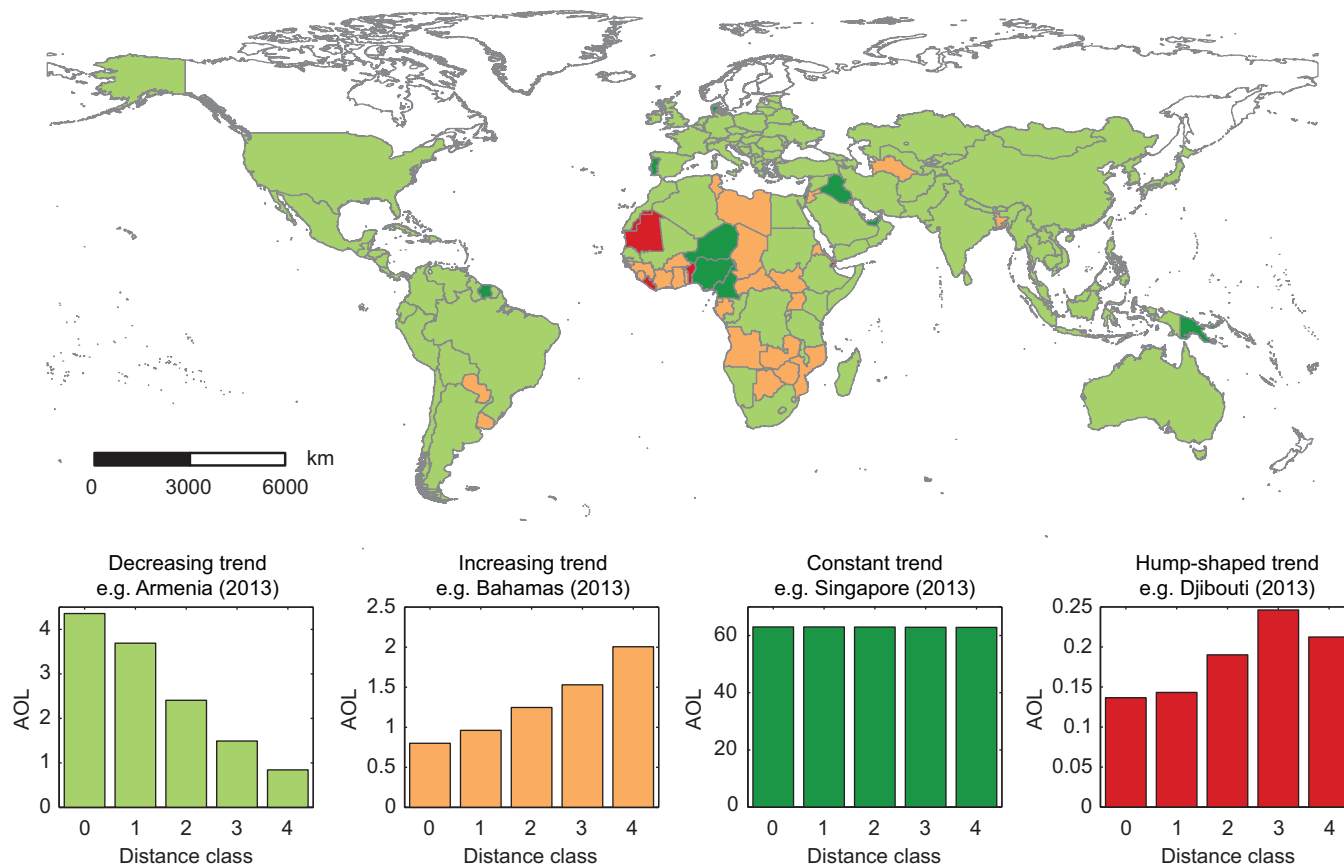 km
0 3000 6000
Decreasing trend
e.g. Armenia (2013)
4
3
2
1
0
AOL
0 1 2 3 4
Distance class
Increasing trend
e.g. Bahamas (2013)
2.5
2
1.5
1
0.5
0
AOL
0 1 2 3 4
Distance class
Constant trend
e.g. Singapore (2013)
60
40
20
0
AOL
0 1 2 3 4
Distance class
Hump-shaped trend
e.g. Djibouti (2013)
0.25
0.2
0.15
0.1
0.05
0
AOL
0 1 2 3 4
Distance class